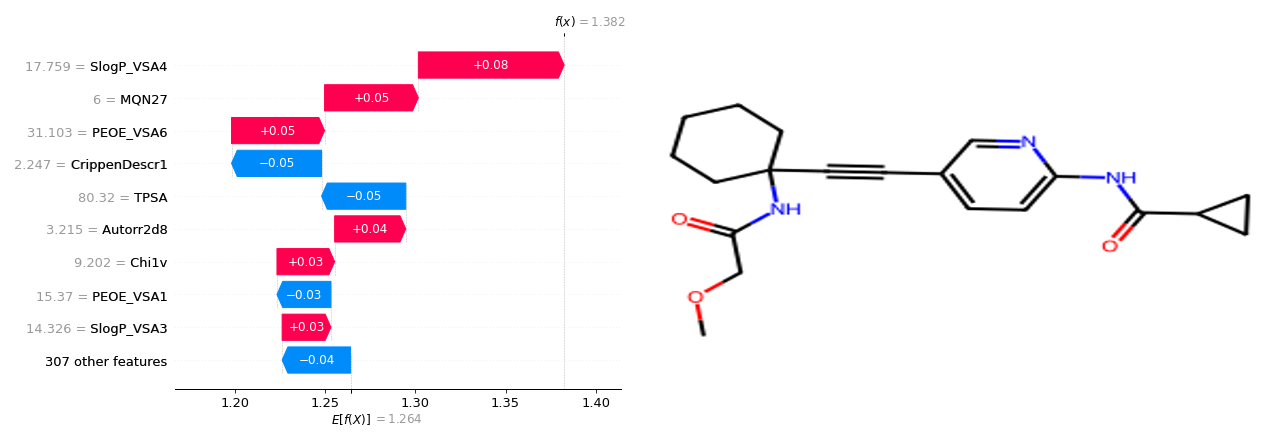 f(x) = 1.382
17.759 = SlogP_VSA4
+0.08
6 = MQN27
+0.05
31.103 = PEOE_VSA6
+0.05
2.247 = CrippenDescr1
−0.05
80.32 = TPSA
−0.05
3.215 = Autorr2d8
+0.04
9.202 = Chi1v
+0.03
15.37 = PEOE_VSA1
−0.03
14.326 = SlogP_VSA3
+0.03
307 other features
−0.04
1.20 1.25 1.30 1.35 1.40
E[f(X)] = 1.264
N
NH
NH
O
O
O